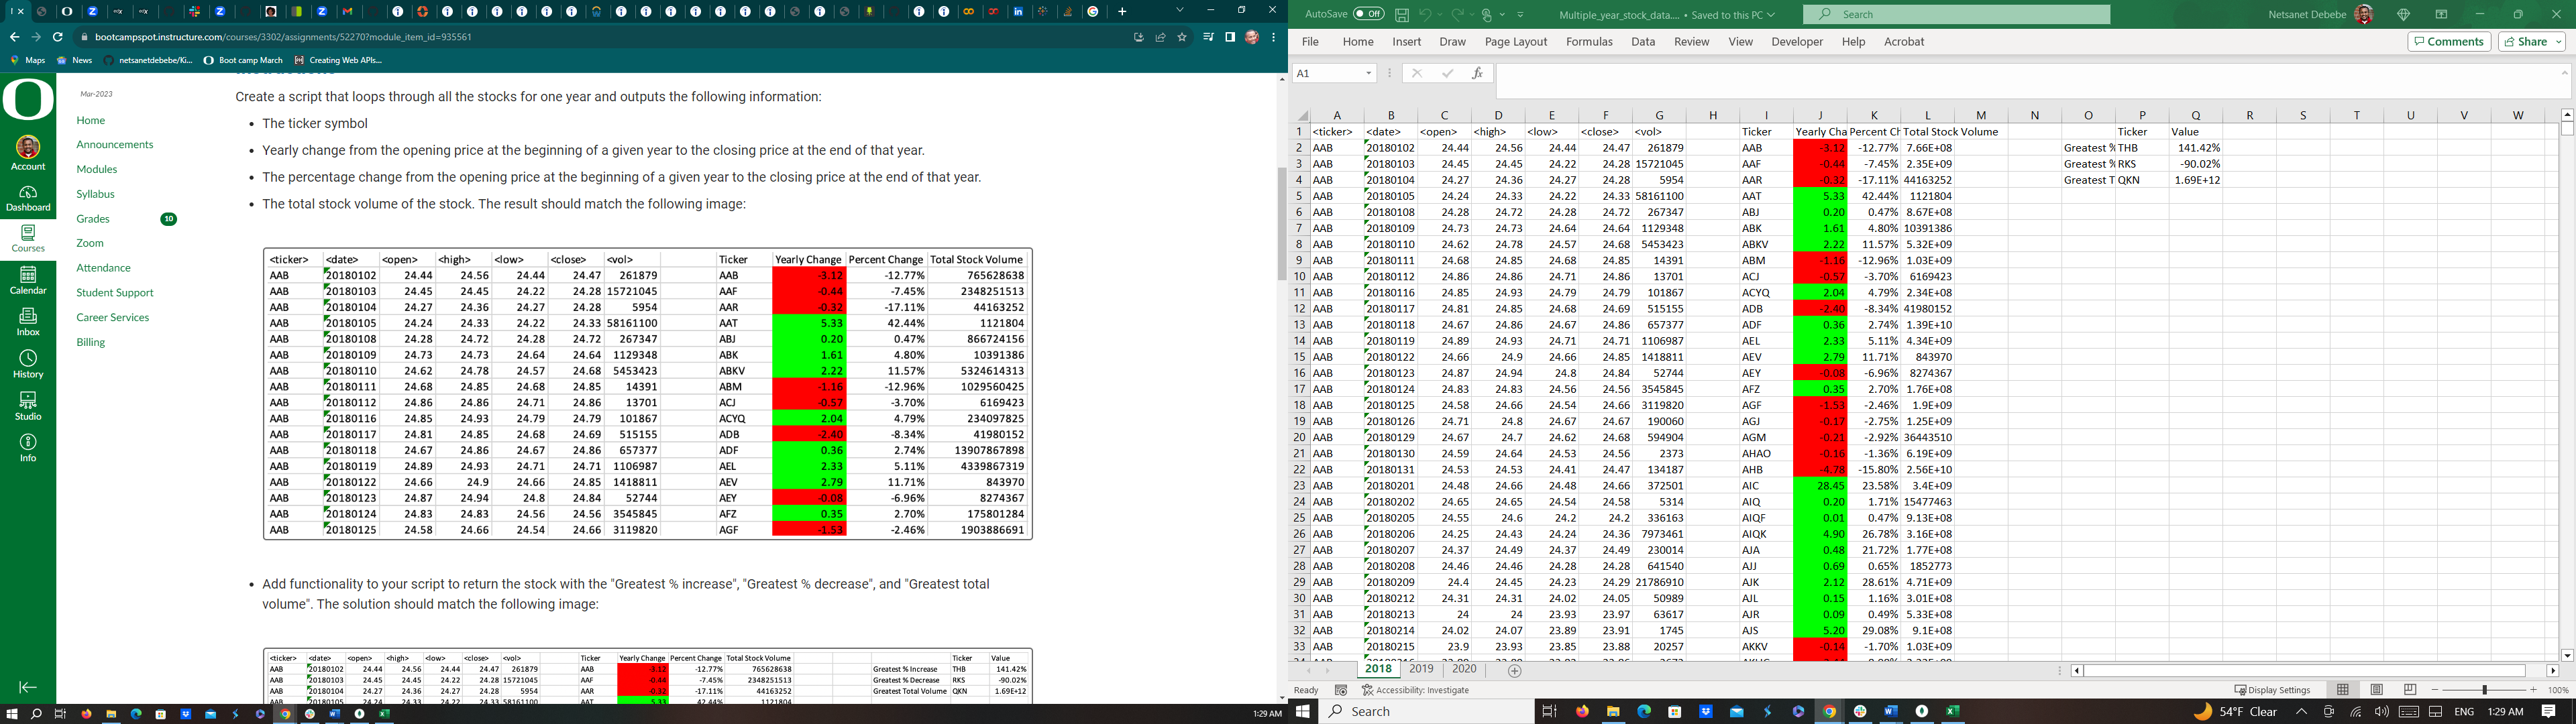 bootcampspot.instructure.com/courses/3302/assignments/52270?module_item_id=935561
Maps News netsanetdebebe/Ki... Boot camp March Creating Web APIs...
Account
Dashboard
Courses
Calendar
Inbox
History
Studio
Info
Mar-2023
Home
Announcements
Modules
Syllabus
Grades 10
Zoom
Attendance
Student Support
Career Services
Billing
Create a script that loops through all the stocks for one year and outputs the following information:
• The ticker symbol
• Yearly change from the opening price at the beginning of a given year to the closing price at the end of that year.
• The percentage change from the opening price at the beginning of a given year to the closing price at the end of that year.
• The total stock volume of the stock. The result should match the following image:
<ticker> <date> <open> <high> <low> <close> <vol> Ticker Yearly Change Percent Change Total Stock Volume
AAB 20180102 24.44 24.56 24.44 24.47 261879 AAB -3.12 -12.77% 765628638
AAB 20180103 24.45 24.45 24.22 24.28 15721045 AAF -0.44 -7.45% 2348251513
AAB 20180104 24.27 24.36 24.27 24.28 5954 AAR -0.32 -17.11% 44163252
AAB 20180105 24.24 24.33 24.22 24.33 58161100 AAT 5.33 42.44% 1121804
AAB 20180108 24.28 24.72 24.28 24.72 267347 ABJ 0.20 0.47% 866724156
AAB 20180109 24.73 24.73 24.64 24.64 1129348 ABK 1.61 4.80% 10391386
AAB 20180110 24.62 24.78 24.57 24.68 5453423 ABKV 2.22 11.57% 5324614313
AAB 20180111 24.68 24.85 24.68 24.85 14391 ABM -1.16 -12.96% 1029560425
AAB 20180112 24.86 24.86 24.71 24.86 13701 ACJ -0.57 -3.70% 6169423
AAB 20180116 24.85 24.93 24.79 24.79 101867 ACYQ 2.04 4.79% 234097825
AAB 20180117 24.81 24.85 24.68 24.69 515155 ADB -2.40 -8.34% 41980152
AAB 20180118 24.67 24.86 24.67 24.86 657377 ADF 0.36 2.74% 13907867898
AAB 20180119 24.89 24.93 24.71 24.71 1106987 AEL 2.33 5.11% 4339867319
AAB 20180122 24.66 24.9 24.66 24.85 1418811 AEV 2.79 11.71% 843970
AAB 20180123 24.87 24.94 24.8 24.84 52744 AEY -0.08 -6.96% 8274367
AAB 20180124 24.83 24.83 24.56 24.56 3545845 AFZ 0.35 2.70% 175801284
AAB 20180125 24.58 24.66 24.54 24.66 3119820 AGF -1.53 -2.46% 1903886691
• Add functionality to your script to return the stock with the "Greatest % increase", "Greatest % decrease", and "Greatest total
volume". The solution should match the following image:
<ticker> <date> <open> <high> <low> <close> <vol> Ticker Yearly Change Percent Change Total Stock Volume Ticker Value
AAB 20180102 24.44 24.56 24.44 24.47 261879 AAB -3.12 -12.77% 765628638 Greatest % Increase THB 141.42%
AAB 20180103 24.45 24.45 24.22 24.28 15721045 AAF -0.44 -7.45% 2348251513 Greatest % Decrease RKS -90.02%
AAB 20180104 24.27 24.36 24.27 24.28 5954 AAR -0.32 -17.11% 44163252 Greatest Total Volume QKN 1.69E+12
AAB 20180105 24.24 24.33 24.22 24.33 58161100 AAT 5.33 42.44% 1121804
1:29 AM
AutoSave Off Multiple_year_stock_data.... • Saved to this PC Search Netsanet Debebe
File Home Insert Draw Page Layout Formulas Data Review View Developer Help Acrobat Comments Share
A1 fx
A B C D E F G H I J K L M N O P Q R S T U V W
1 <ticker> <date> <open> <high> <low> <close> <vol> Ticker Yearly Cha Percent Ch Total Stock Volume Ticker Value
2 AAB 20180102 24.44 24.56 24.44 24.47 261879 AAB -3.12 -12.77% 7.66E+08 Greatest % THB 141.42%
3 AAB 20180103 24.45 24.45 24.22 24.28 15721045 AAF -0.44 -7.45% 2.35E+09 Greatest % RKS -90.02%
4 AAB 20180104 24.27 24.36 24.27 24.28 5954 AAR -0.32 -17.11% 44163252 Greatest T QKN 1.69E+12
5 AAB 20180105 24.24 24.33 24.22 24.33 58161100 AAT 5.33 42.44% 1121804
6 AAB 20180108 24.28 24.72 24.28 24.72 267347 ABJ 0.20 0.47% 8.67E+08
7 AAB 20180109 24.73 24.73 24.64 24.64 1129348 ABK 1.61 4.80% 10391386
8 AAB 20180110 24.62 24.78 24.57 24.68 5453423 ABKV 2.22 11.57% 5.32E+09
9 AAB 20180111 24.68 24.85 24.68 24.85 14391 ABM -1.16 -12.96% 1.03E+09
10 AAB 20180112 24.86 24.86 24.71 24.86 13701 ACJ -0.57 -3.70% 6169423
11 AAB 20180116 24.85 24.93 24.79 24.79 101867 ACYQ 2.04 4.79% 2.34E+08
12 AAB 20180117 24.81 24.85 24.68 24.69 515155 ADB -2.40 -8.34% 41980152
13 AAB 20180118 24.67 24.86 24.67 24.86 657377 ADF 0.36 2.74% 1.39E+10
14 AAB 20180119 24.89 24.93 24.71 24.71 1106987 AEL 2.33 5.11% 4.34E+09
15 AAB 20180122 24.66 24.9 24.66 24.85 1418811 AEV 2.79 11.71% 843970
16 AAB 20180123 24.87 24.94 24.8 24.84 52744 AEY -0.08 -6.96% 8274367
17 AAB 20180124 24.83 24.83 24.56 24.56 3545845 AFZ 0.35 2.70% 1.76E+08
18 AAB 20180125 24.58 24.66 24.54 24.66 3119820 AGF -1.53 -2.46% 1.9E+09
19 AAB 20180126 24.71 24.8 24.67 24.67 190060 AGJ -0.17 -2.75% 1.25E+09
20 AAB 20180129 24.67 24.7 24.62 24.68 594904 AGM -0.21 -2.92% 36443510
21 AAB 20180130 24.59 24.64 24.53 24.56 2373 AHAO -0.16 -1.36% 6.19E+09
22 AAB 20180131 24.53 24.53 24.41 24.47 134187 AHB -4.78 -15.80% 2.56E+10
23 AAB 20180201 24.48 24.66 24.48 24.66 372501 AIC 28.45 23.58% 3.4E+09
24 AAB 20180202 24.65 24.65 24.54 24.58 5314 AIQ 0.20 1.71% 15477463
25 AAB 20180205 24.55 24.6 24.2 24.2 336163 AIQF 0.01 0.47% 9.13E+08
26 AAB 20180206 24.25 24.43 24.24 24.36 7973461 AIQK 4.90 26.78% 3.16E+08
27 AAB 20180207 24.37 24.49 24.37 24.49 230014 AJA 0.48 21.72% 1.77E+08
28 AAB 20180208 24.46 24.46 24.28 24.28 641540 AJJ 0.69 0.65% 1852773
29 AAB 20180209 24.4 24.45 24.23 24.29 21786910 AJK 2.12 28.61% 4.71E+09
30 AAB 20180212 24.31 24.31 24.02 24.05 50989 AJL 0.15 1.16% 3.01E+08
31 AAB 20180213 24 24 23.93 23.97 63617 AJR 0.09 0.49% 5.33E+08
32 AAB 20180214 24.02 24.07 23.89 23.91 1745 AJS 5.20 29.08% 9.1E+08
33 AAB 20180215 23.9 23.93 23.85 23.88 20257 AKKV -0.14 -1.70% 1.03E+09
2018 2019 2020
Ready Accessibility: Investigate Display Settings 100%
Search 54°F Clear ENG 1:29 AM